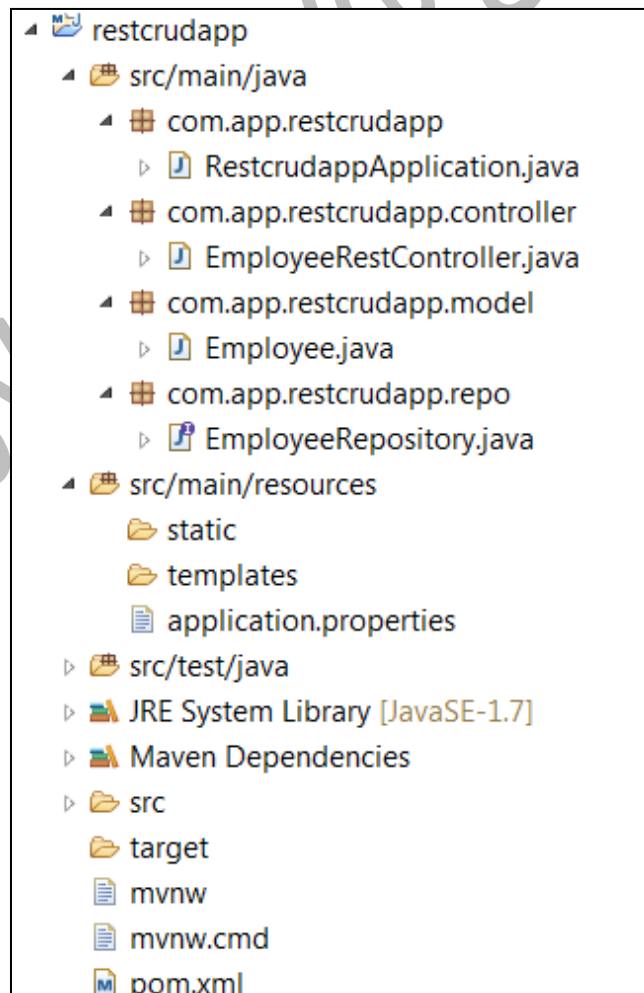 restcrudapp
src/main/java
com.app.restcrudapp
RestcrudappApplication.java
com.app.restcrudapp.controller
EmployeeRestController.java
com.app.restcrudapp.model
Employee.java
com.app.restcrudapp.repo
EmployeeRepository.java
src/main/resources
static
templates
application.properties
src/test/java
JRE System Library [JavaSE-1.7]
Maven Dependencies
src
target
mvnw
mvnw.cmd
pom.xml